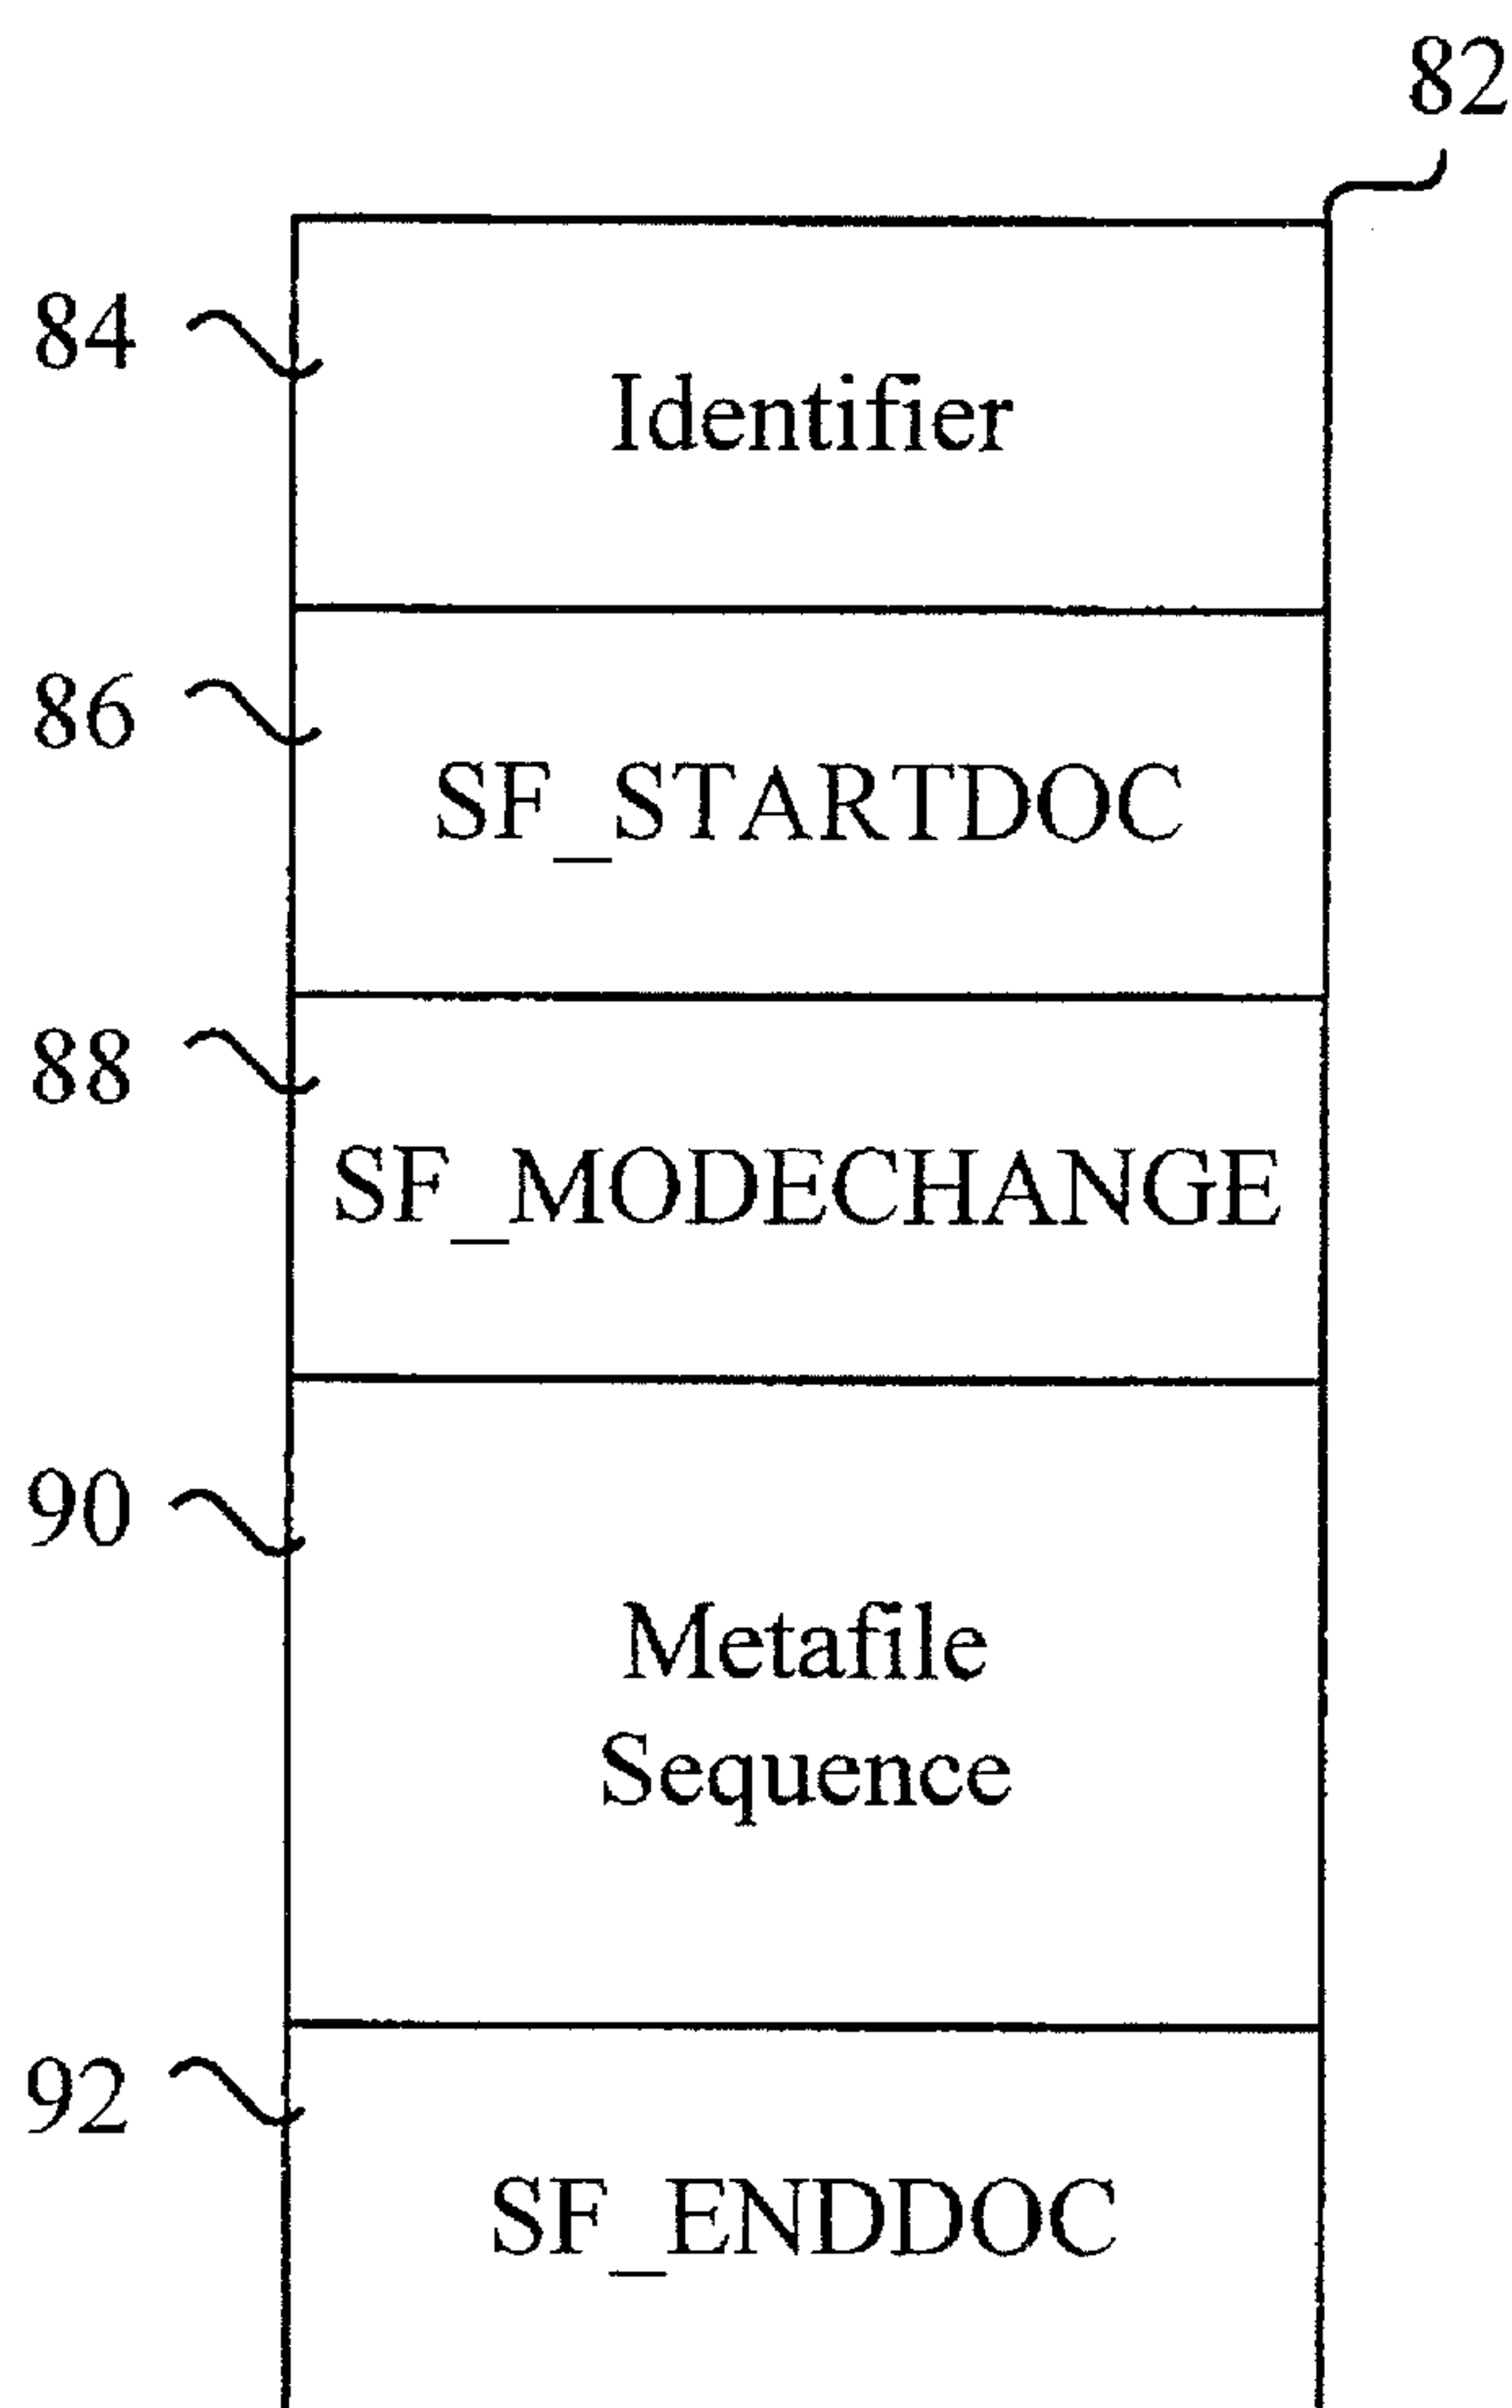 82
84
Identifier
86
SF_STARTDOC
88
SF_MODECHANGE
90
Metafile
Sequence
92
SF_ENDDOC